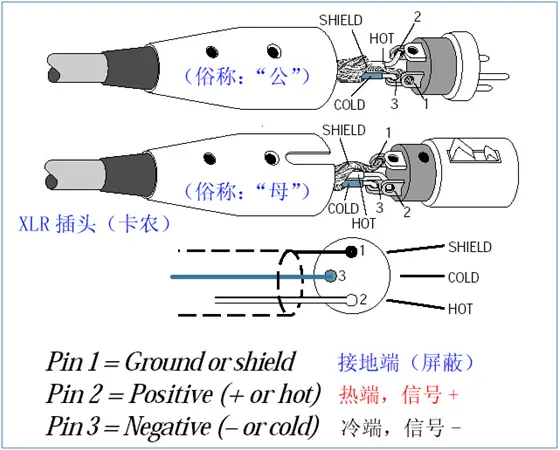 SHIELD
2
HOT
（俗称：“公”）
COLD
3
1
SHIELD
1
（俗称：“母”）
COLD
3
2
HOT
XLR 插头（卡农）
1
SHIELD
3
COLD
2
HOT
Pin 1 = Ground or shield 接地端（屏蔽）
Pin 2 = Positive (+ or hot) 热端，信号 +
Pin 3 = Negative (– or cold) 冷端，信号 −